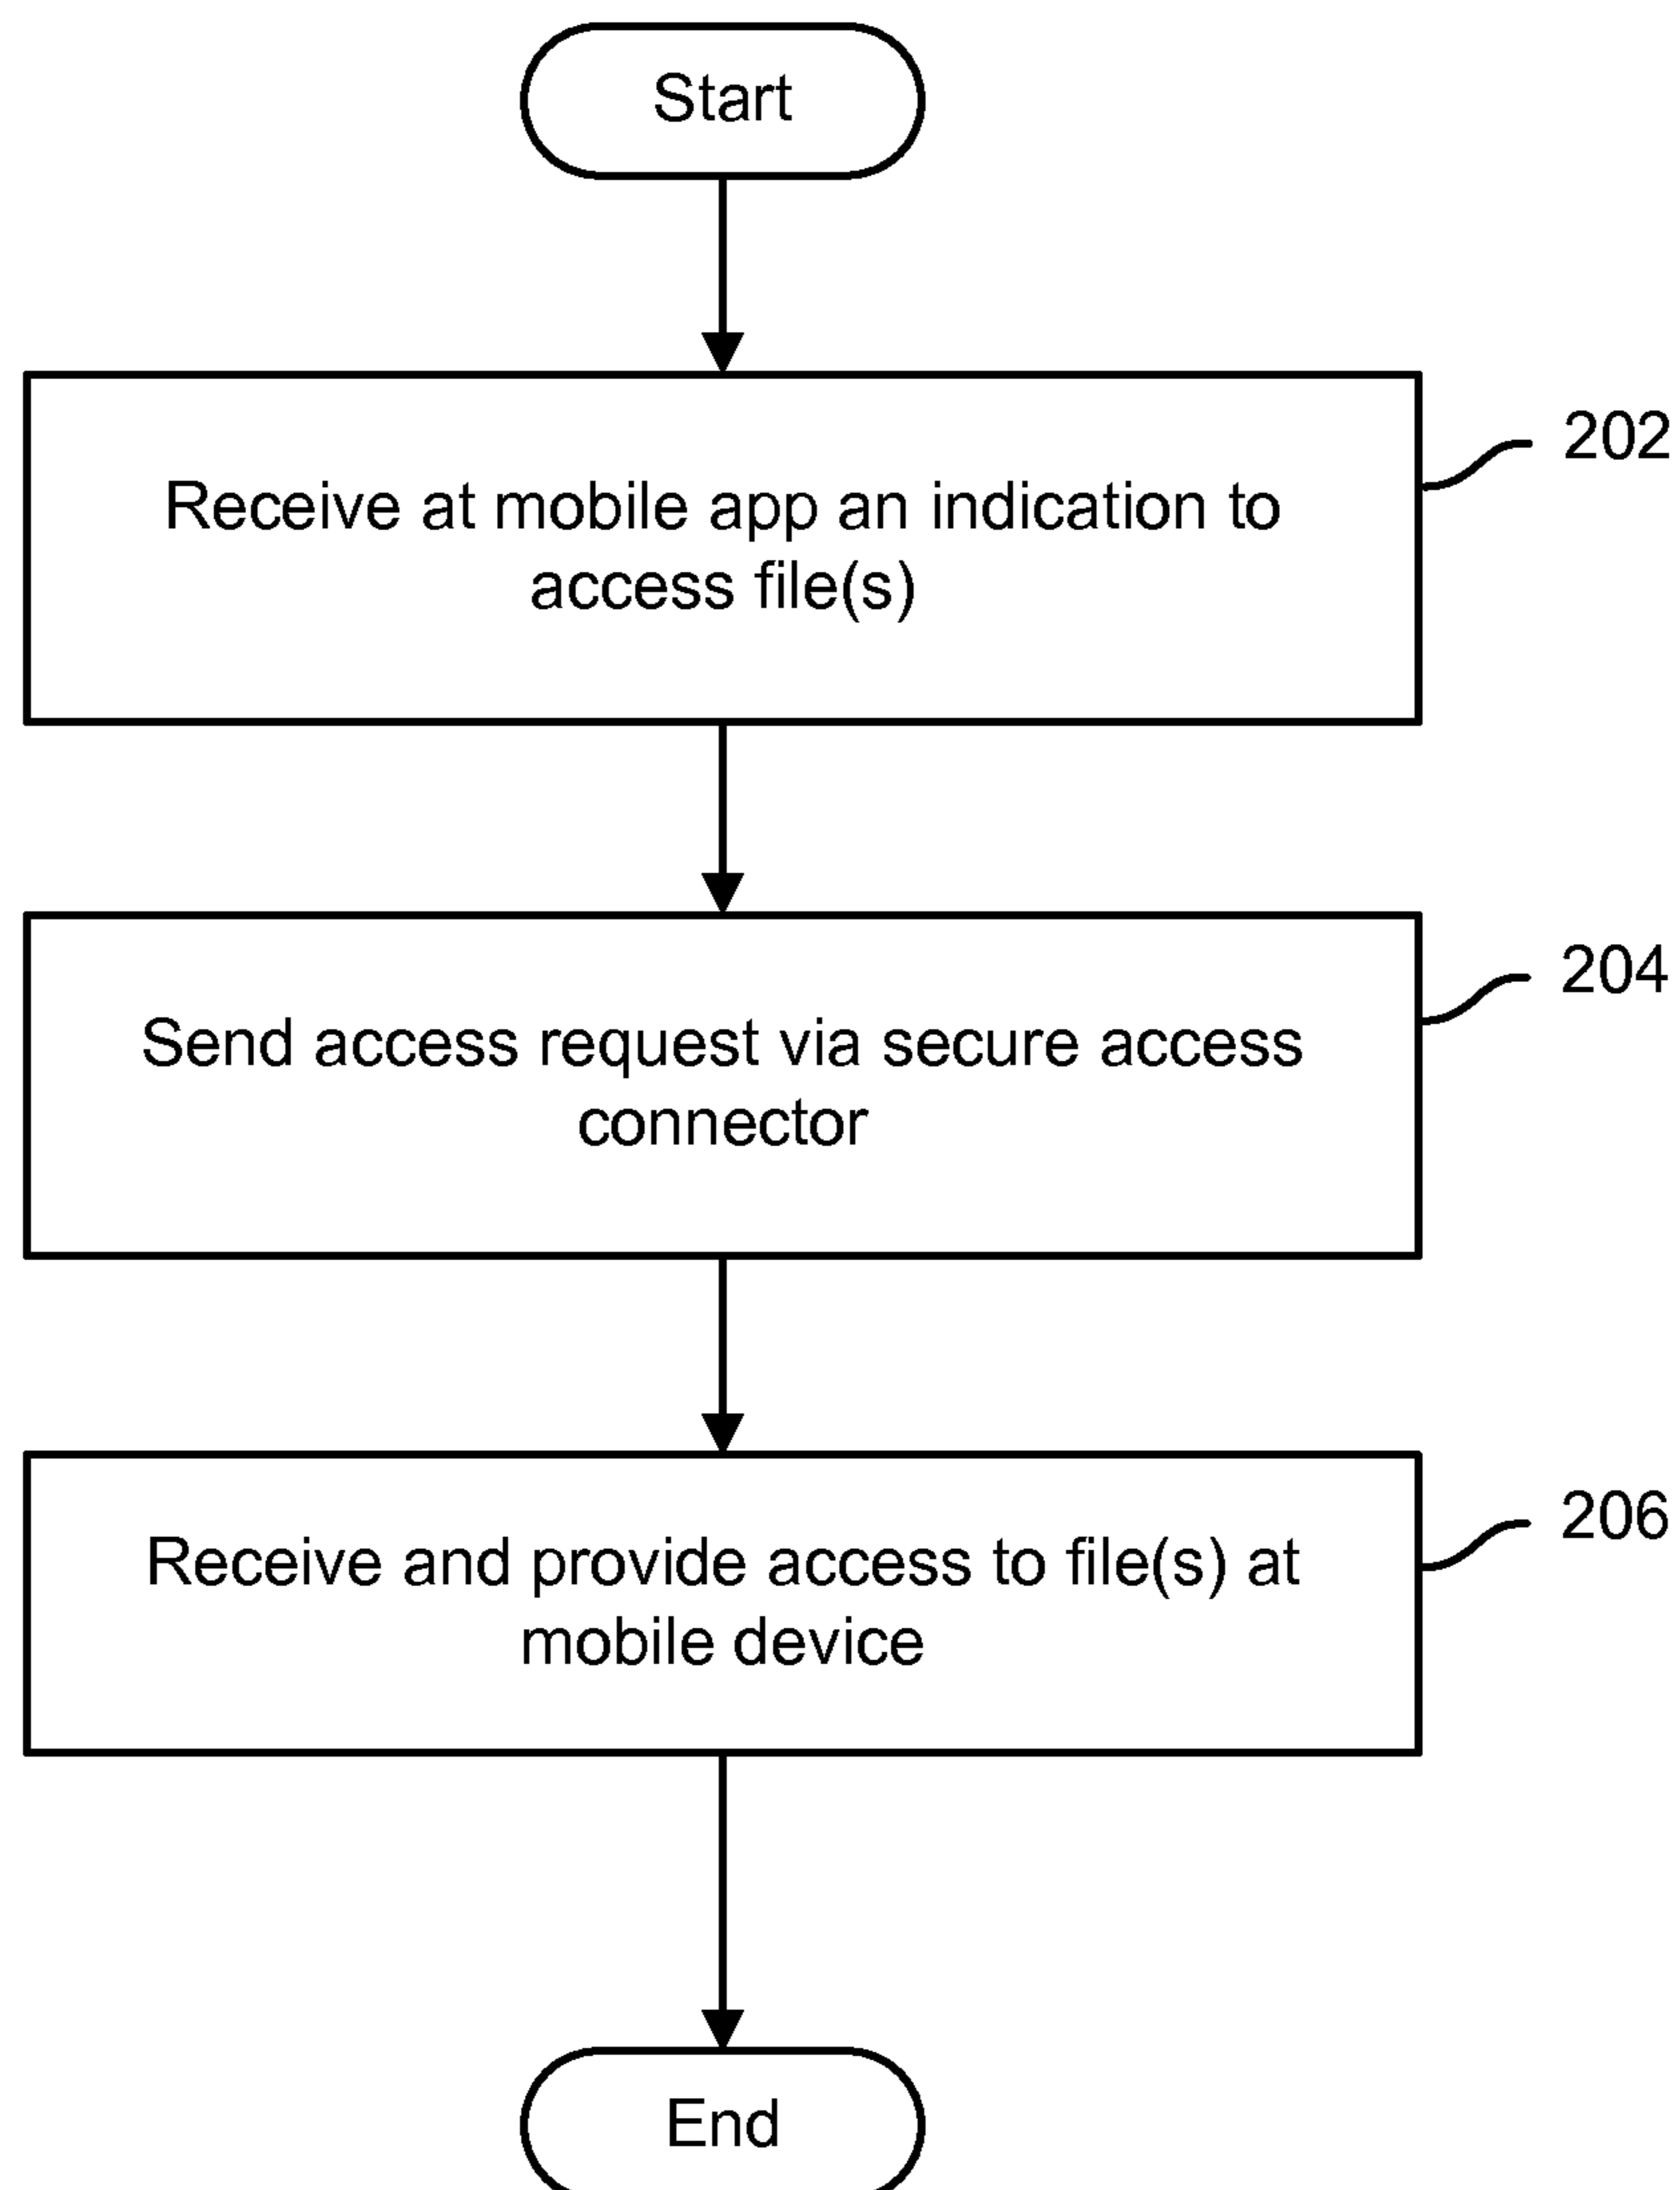 Start
202
Receive at mobile app an indication to
access file(s)
204
Send access request via secure access
connector
206
Receive and provide access to file(s) at
mobile device
End